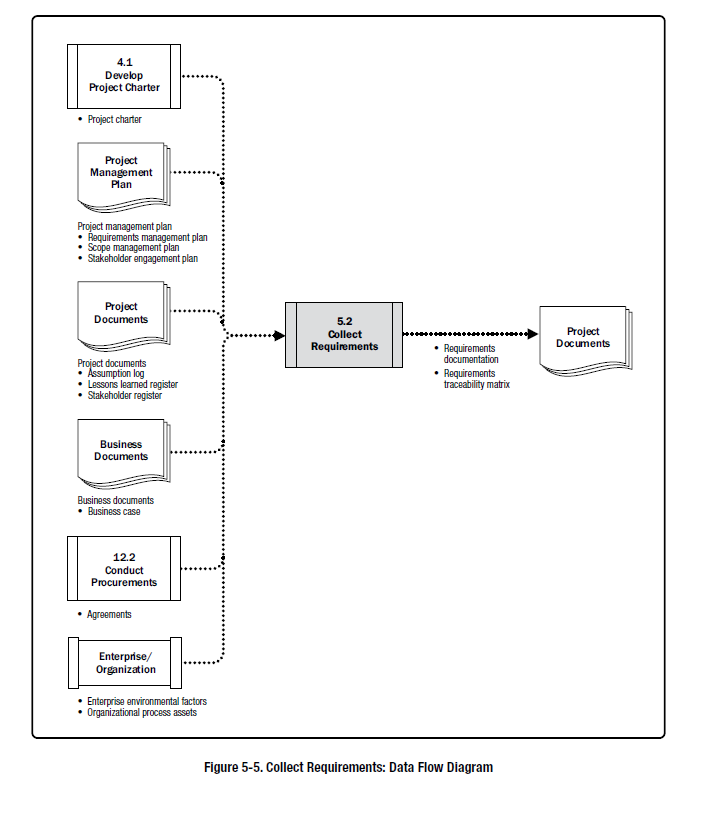 4.1
Develop
Project Charter
• Project charter
Project
Management
Plan
Project management plan
• Requirements management plan
• Scope management plan
• Stakeholder engagement plan
Project
Documents
Project documents
• Assumption log
• Lessons learned register
• Stakeholder register
Business
Documents
Business documents
• Business case
12.2
Conduct
Procurements
• Agreements
Enterprise/
Organization
• Enterprise environmental factors
• Organizational process assets
5.2
Collect
Requirements
• Requirements
documentation
• Requirements
traceability matrix
Project
Documents
Figure 5-5. Collect Requirements: Data Flow Diagram